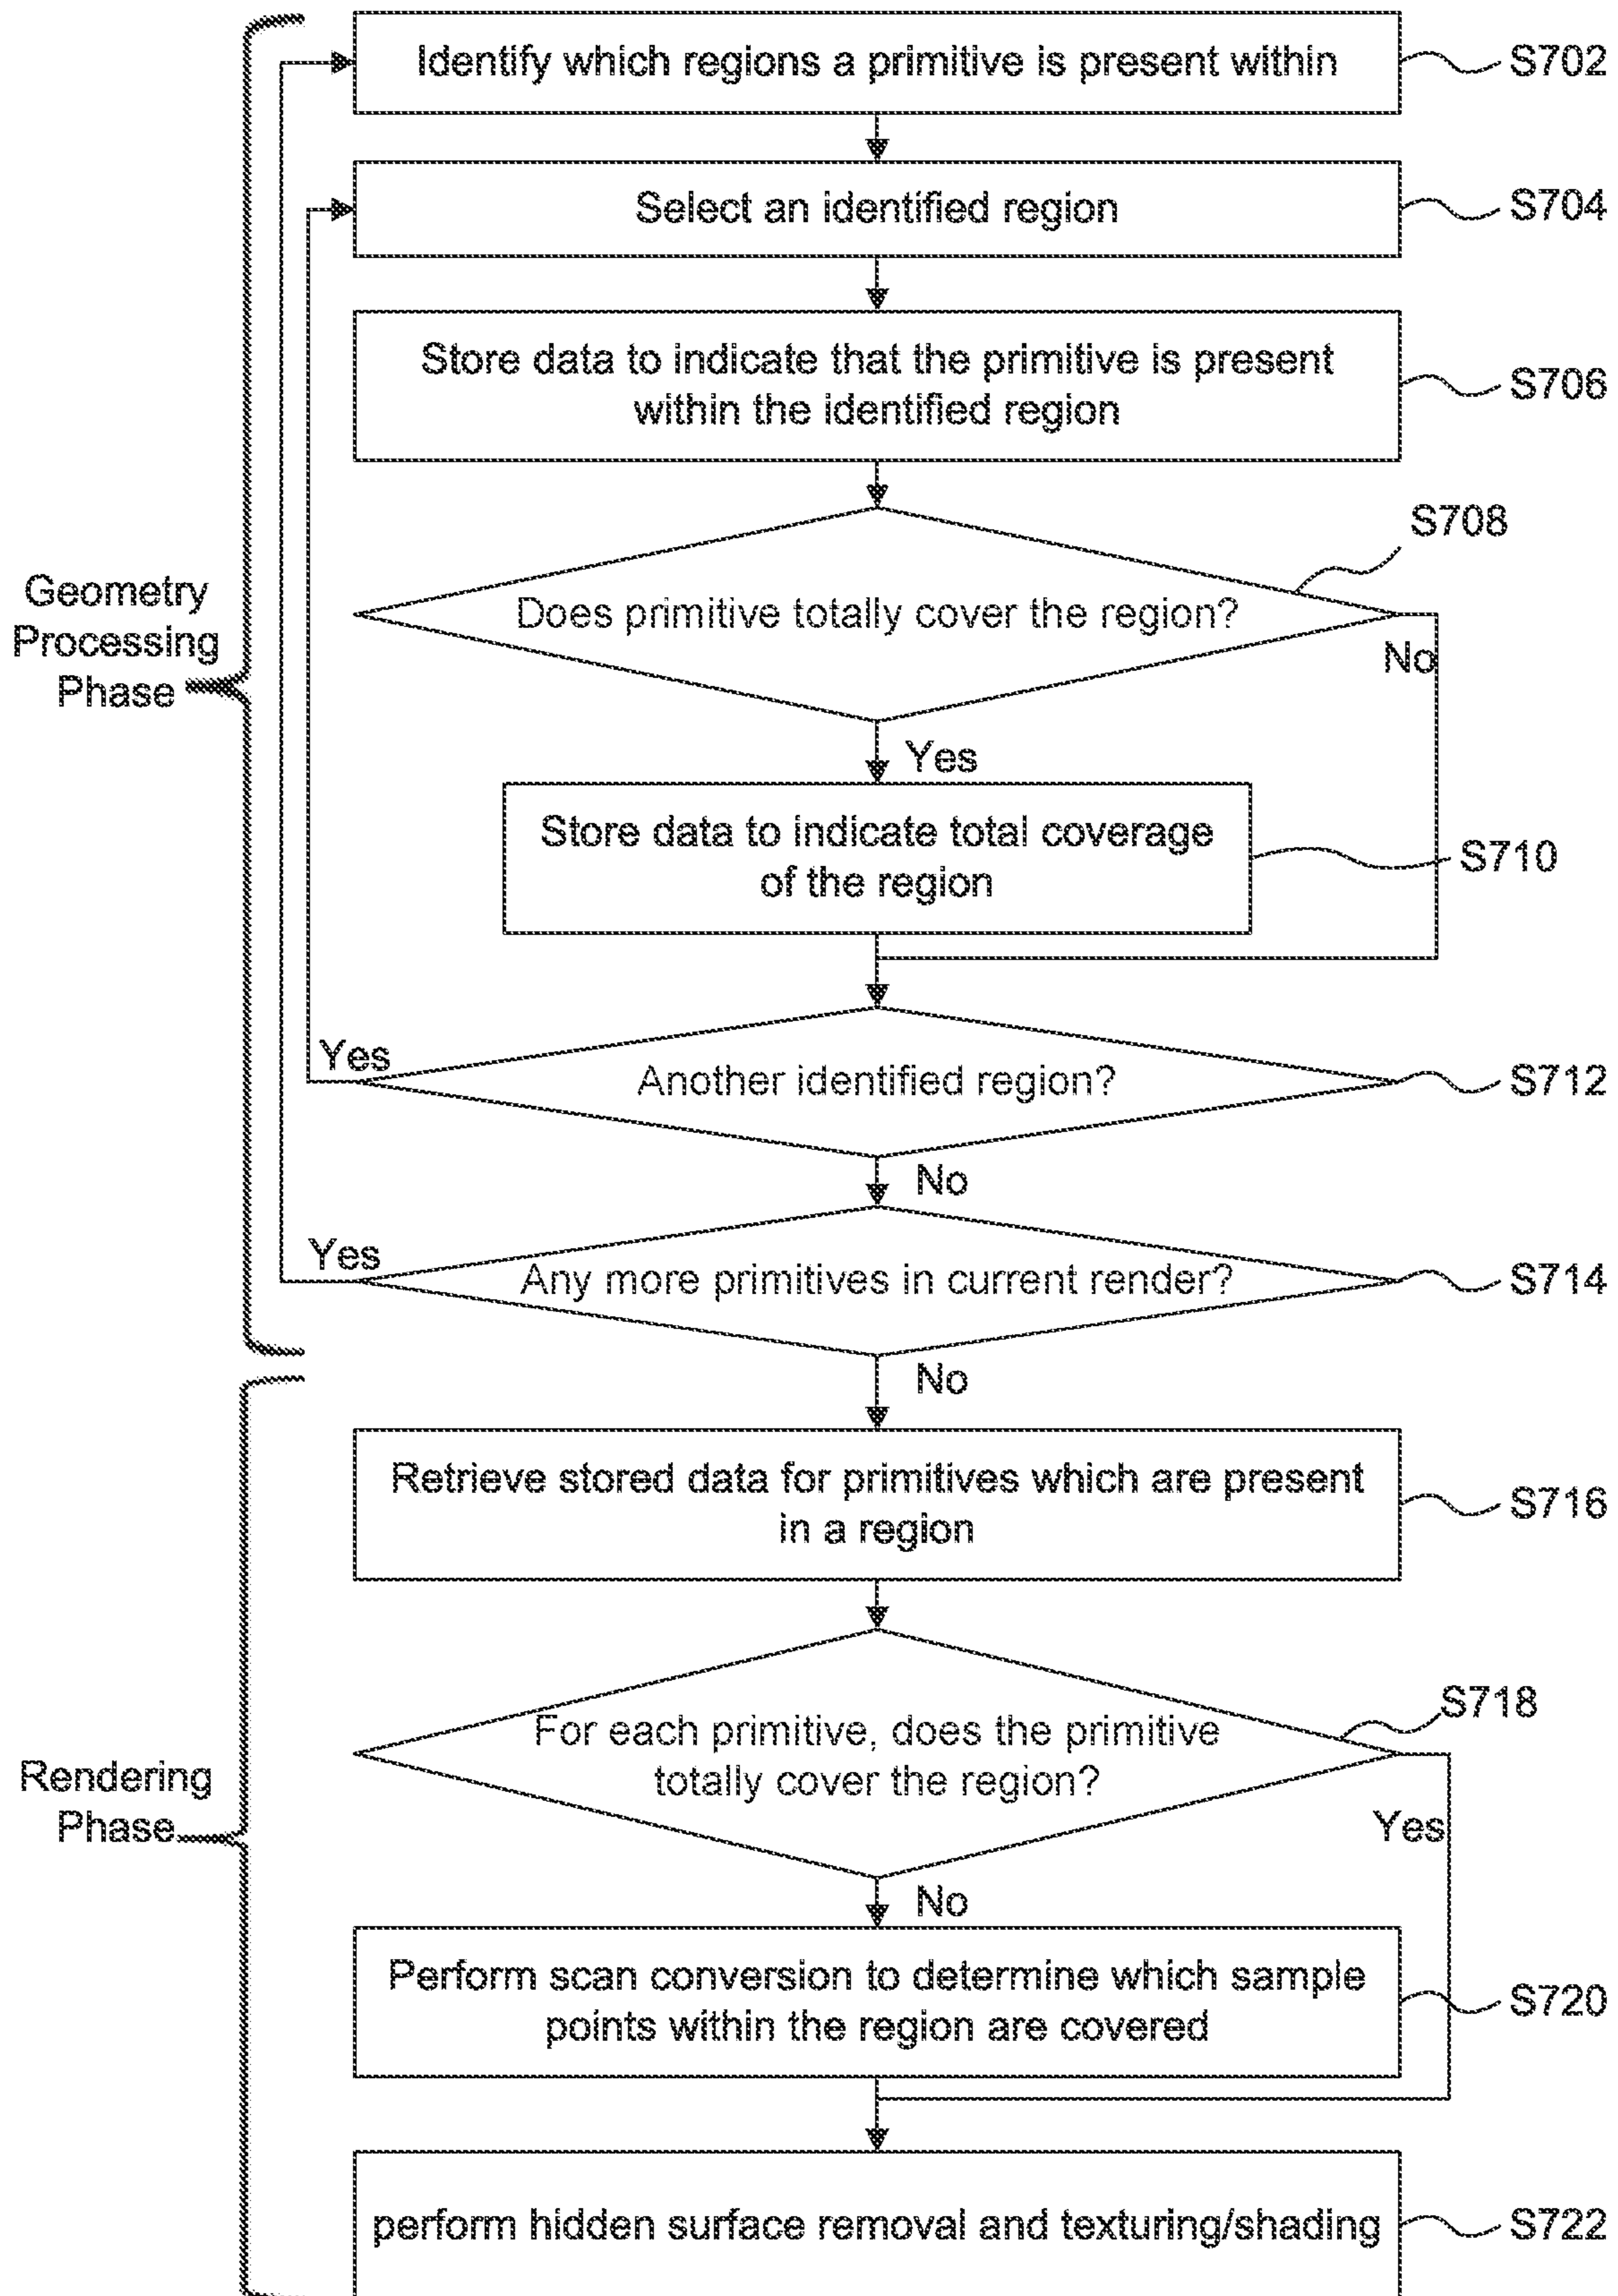 Identify which regions a primitive is present within
S702
Select an identified region
S704
Store data to indicate that the primitive is present
within the identified region
S706
S708
Does primitive totally cover the region?
No
Geometry
Processing
Phase
Yes
Store data to indicate total coverage
of the region
S710
Yes
Another identified region?
S712
No
Yes
Any more primitives in current render?
S714
No
Retrieve stored data for primitives which are present
in a region
S716
S718
For each primitive, does the primitive
totally cover the region?
Rendering
Phase
Yes
No
Perform scan conversion to determine which sample
points within the region are covered
S720
perform hidden surface removal and texturing/shading
S722